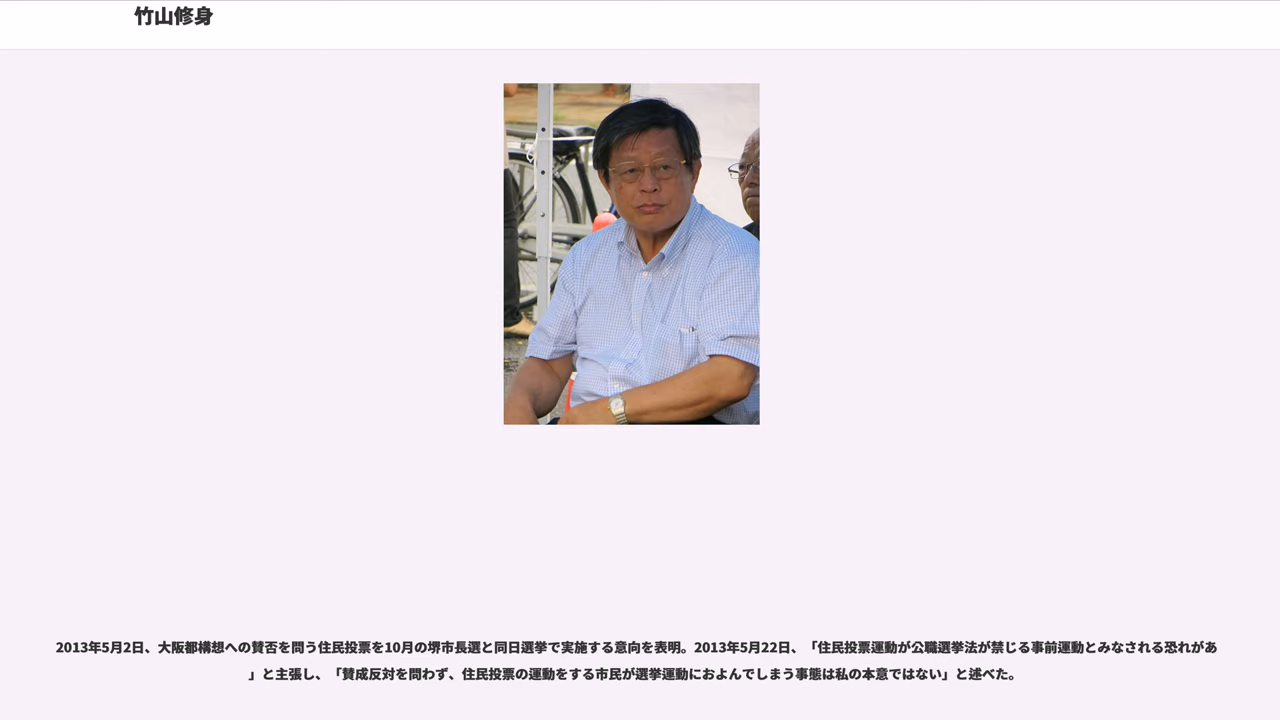 竹山修身
2013年5月2日、大阪都構想への賛否を問う住民投票を10月の堺市長選と同日選挙で実施する意向を表明。2013年5月22日、「住民投票運動が公職選挙法が禁じる事前運動とみなされる恐れがあ
」と主張し、「賛成反対を問わず、住民投票の運動をする市民が選挙運動におよんでしまう事態は私の本意ではない」と述べた。